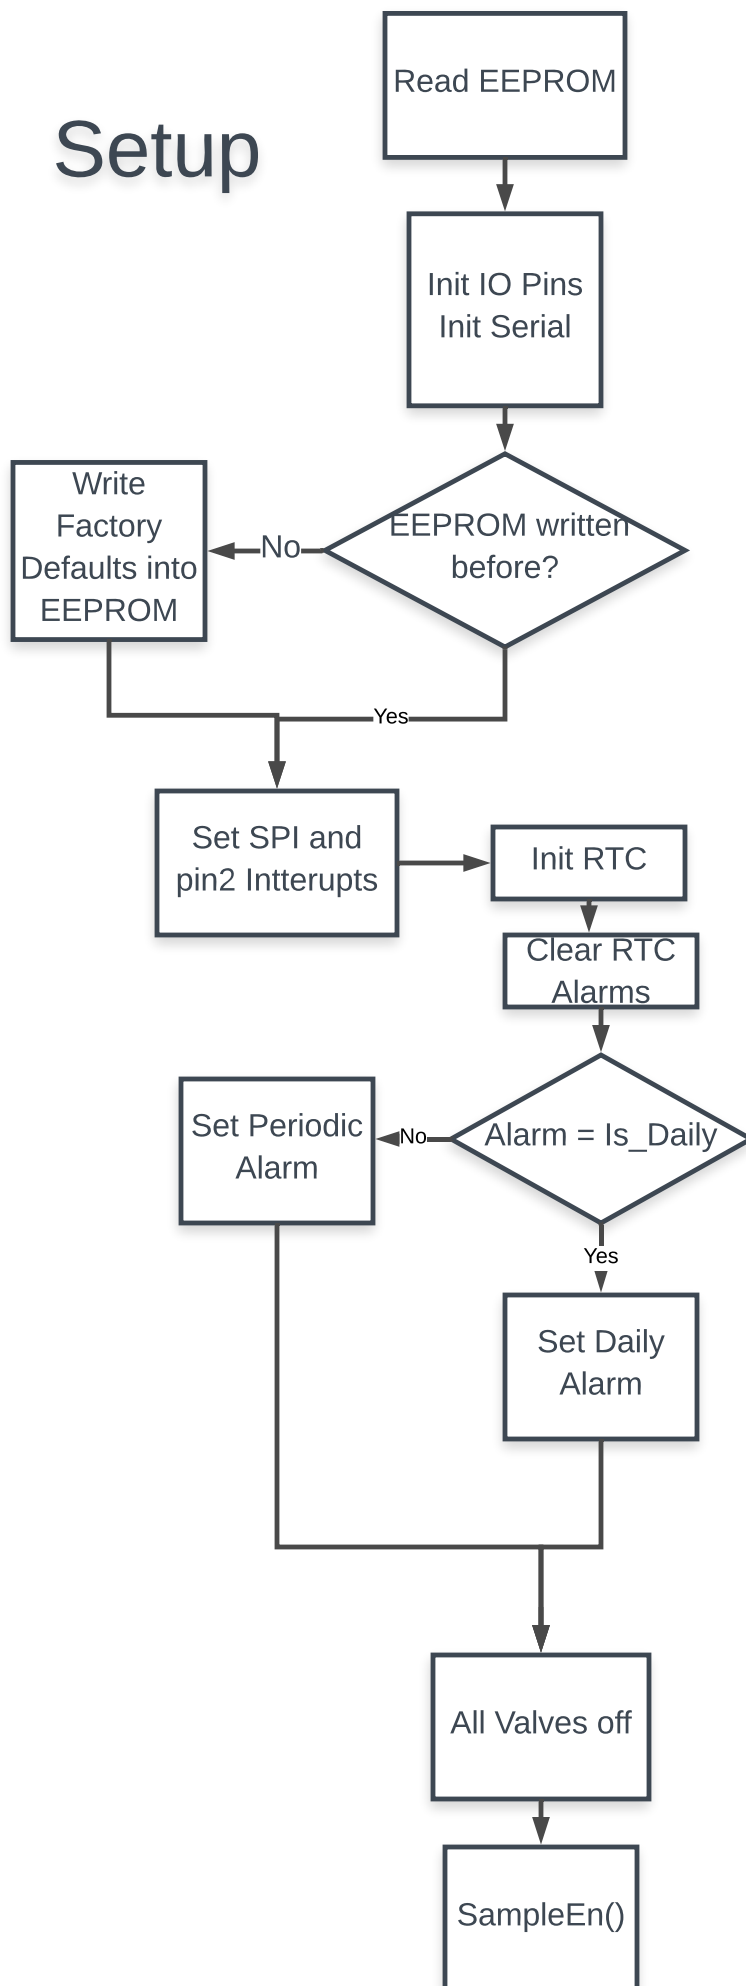 Setup
Read EEPROM
Init IO Pins
Init Serial
EEPROM written
before?
No
Write
Factory
Defaults into
EEPROM
Yes
Set SPI and
pin2 Intterupts
Init RTC
Clear RTC
Alarms
Alarm = Is_Daily
No
Set Periodic
Alarm
Yes
Set Daily
Alarm
All Valves off
SampleEn()